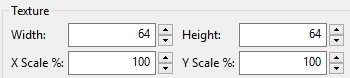 Texture
Width: 64 Height: 64
X Scale %: 100 Y Scale %: 100